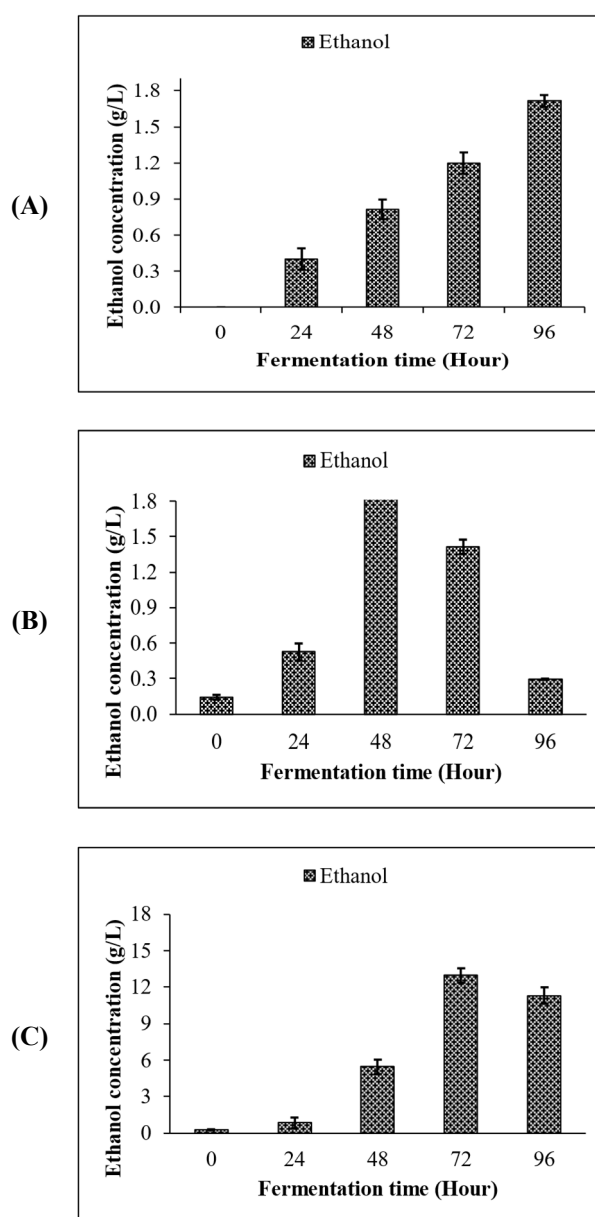 (A)
Ethanol
Ethanol concentration (g/L)
1.8
1.5
1.2
0.9
0.6
0.3
0.0
0 24 48 72 96
Fermentation time (Hour)
(B)
Ethanol
Ethanol concentration (g/L)
1.8
1.5
1.2
0.9
0.6
0.3
0.0
0 24 48 72 96
Fermentation time (Hour)
(C)
Ethanol
Ethanol concentration (g/L)
18
15
12
9
6
3
0
0 24 48 72 96
Fermentation time (Hour)